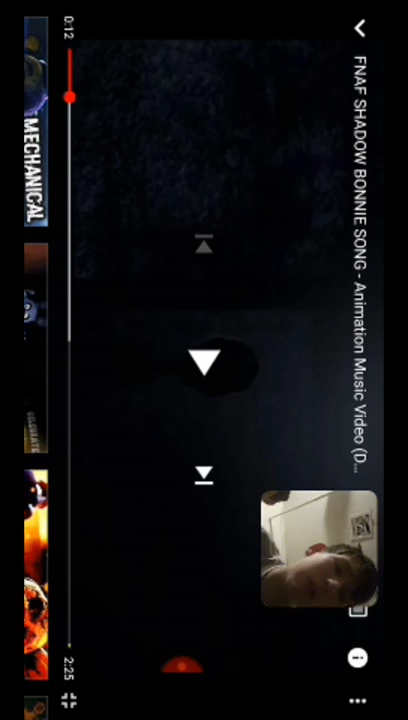 FNAF SHADOW BONNIE SONG - Animation Music Video (D...
0:12
2:25
MECHANICAL